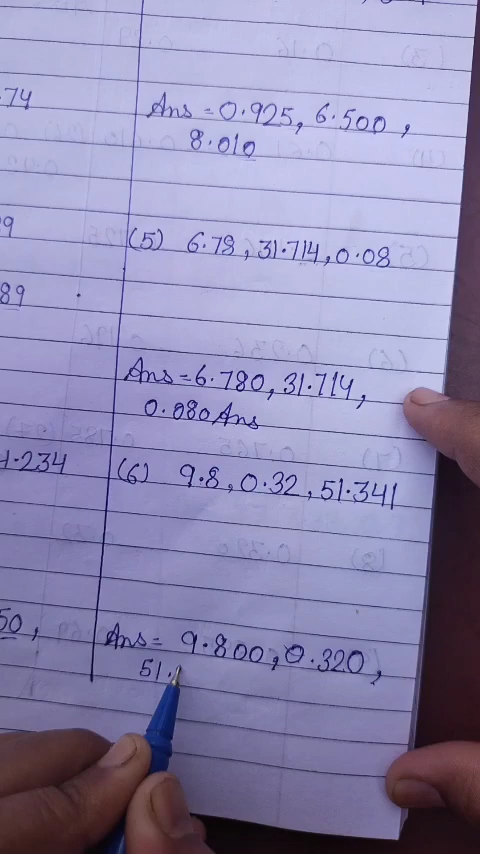 .74
Ans = 0.925, 6.500,
8.010
9
(5) 6.78, 31.714, 0.08
89
Ans = 6.780, 31.714,
0.080 Ans
1.234
(6) 9.8, 0.32, 51.341
50,
Ans = 9.800, 0.320,
51.